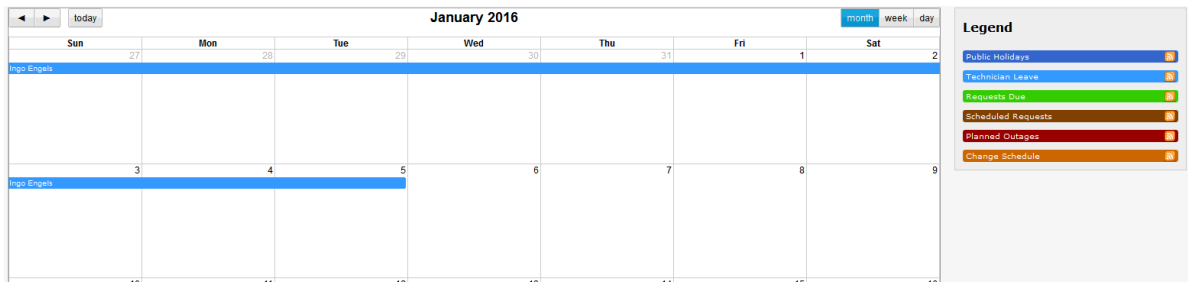 ◄ ► today January 2016 month week day
Sun Mon Tue Wed Thu Fri Sat
27 28 29 30 31 1 2
Ingo Engels
3 4 5 6 7 8 9
Ingo Engels
Legend
Public Holidays
Technician Leave
Requests Due
Scheduled Requests
Planned Outages
Change Schedule